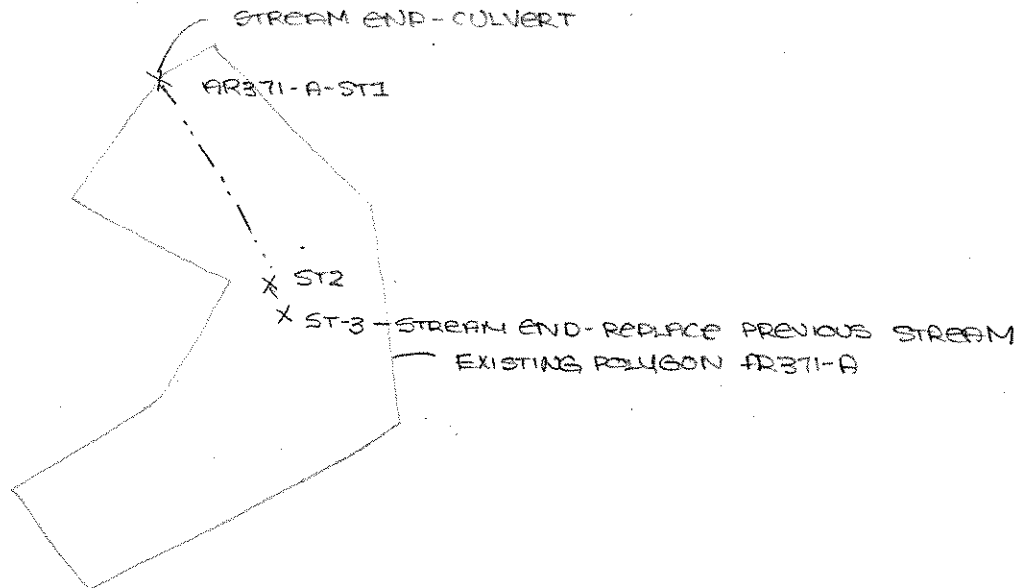 STREAM END-CULVERT
AR371-A-ST1
ST2
ST-3-STREAM END-REPLACE PREVIOUS STREAM
EXISTING POLYGON AR371-A